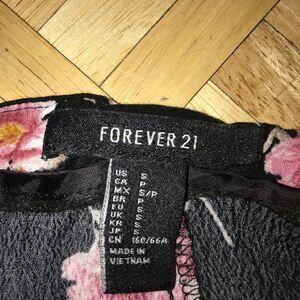 FOREVER 21
US S
CA P
MX S/P
BR P
EU S
UK S
KR S
JP S
CN 160/66A
MADE IN
VIETNAM